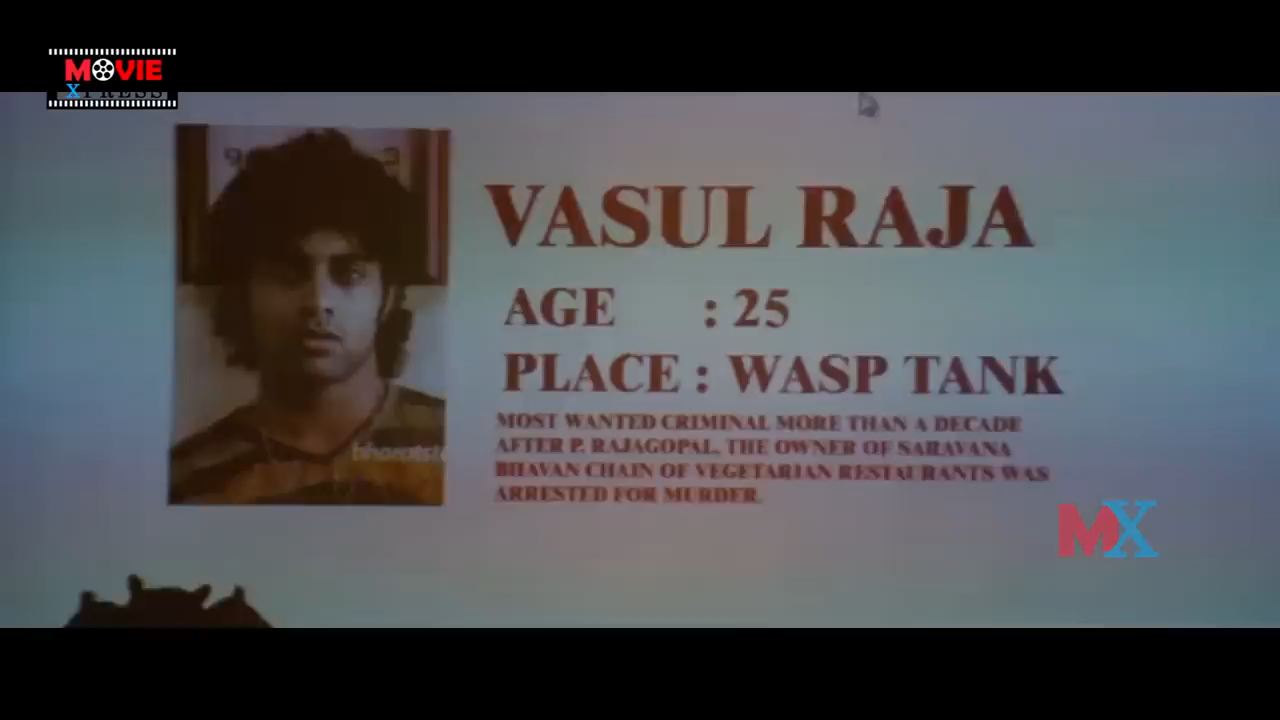 MOVIE
XPRESS
VASUL RAJA
AGE : 25
PLACE : WASP TANK
MOST WANTED CRIMINAL MORE THAN A DECADE
AFTER P. RAJAGOPAL, THE OWNER OF SARAVANA
BHAVAN CHAIN OF VEGETARIAN RESTAURANTS WAS
ARRESTED FOR MURDER.
MX